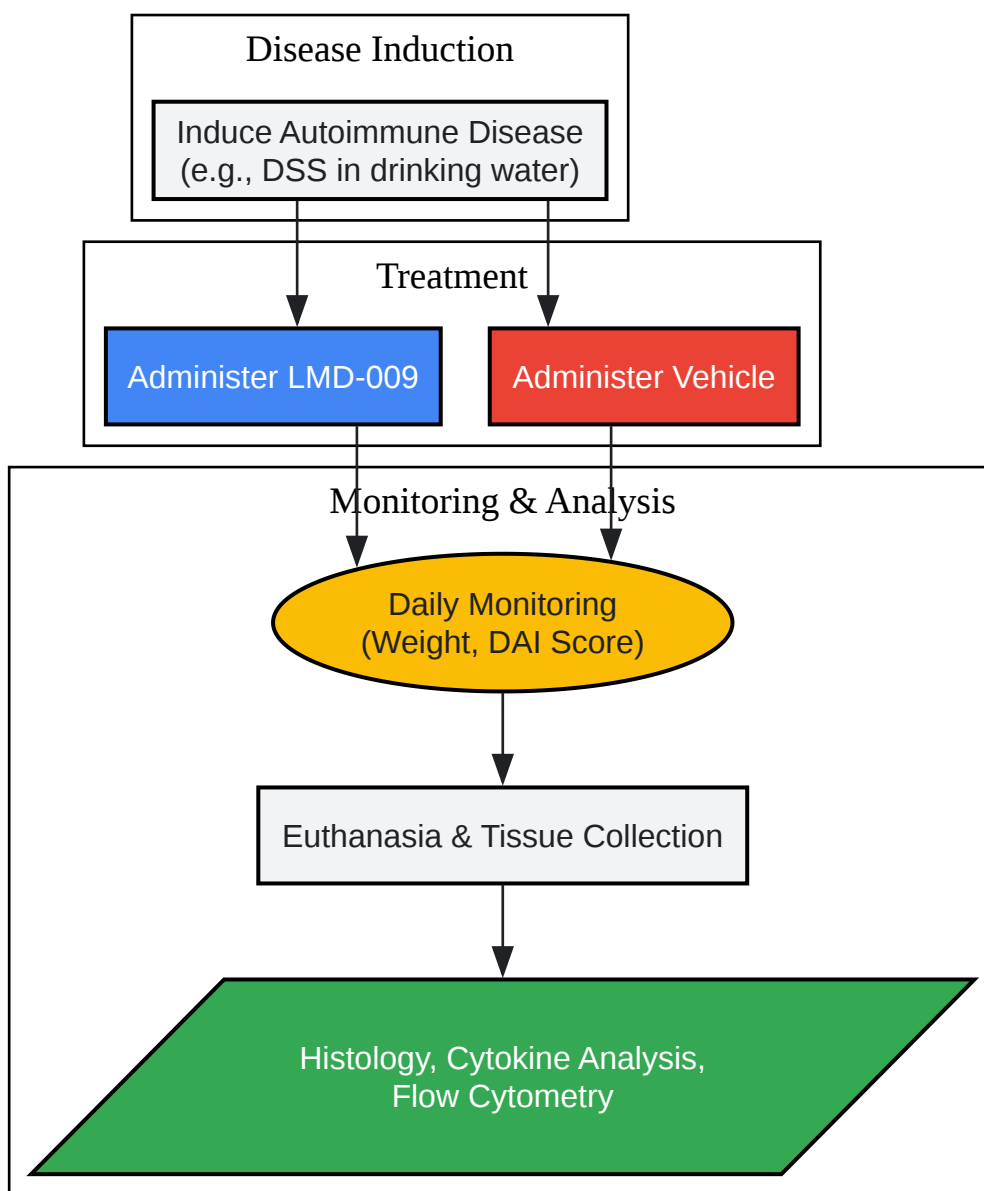 Disease Induction
Induce Autoimmune Disease
(e.g., DSS in drinking water)
Treatment
Administer LMD-009
Administer Vehicle
Monitoring & Analysis
Daily Monitoring
(Weight, DAI Score)
Euthanasia & Tissue Collection
Histology, Cytokine Analysis,
Flow Cytometry